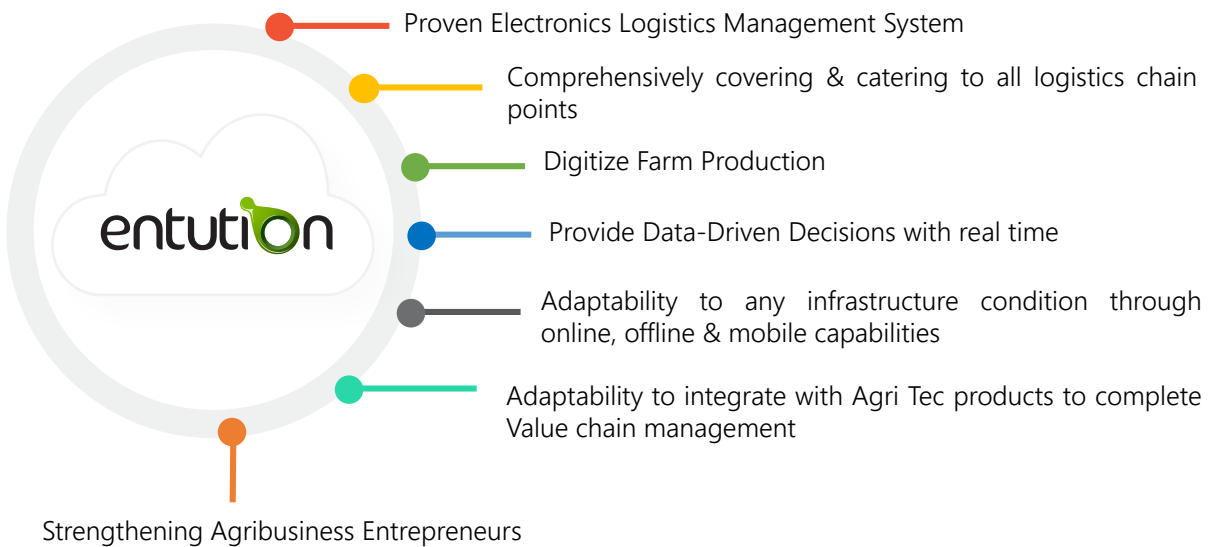 Proven Electronics Logistics Management System
Comprehensively covering & catering to all logistics chain
points
Digitize Farm Production
entution
Provide Data-Driven Decisions with real time
Adaptability to any infrastructure condition through
online, offline & mobile capabilities
Adaptability to integrate with Agri Tec products to complete
Value chain management
Strengthening Agribusiness Entrepreneurs